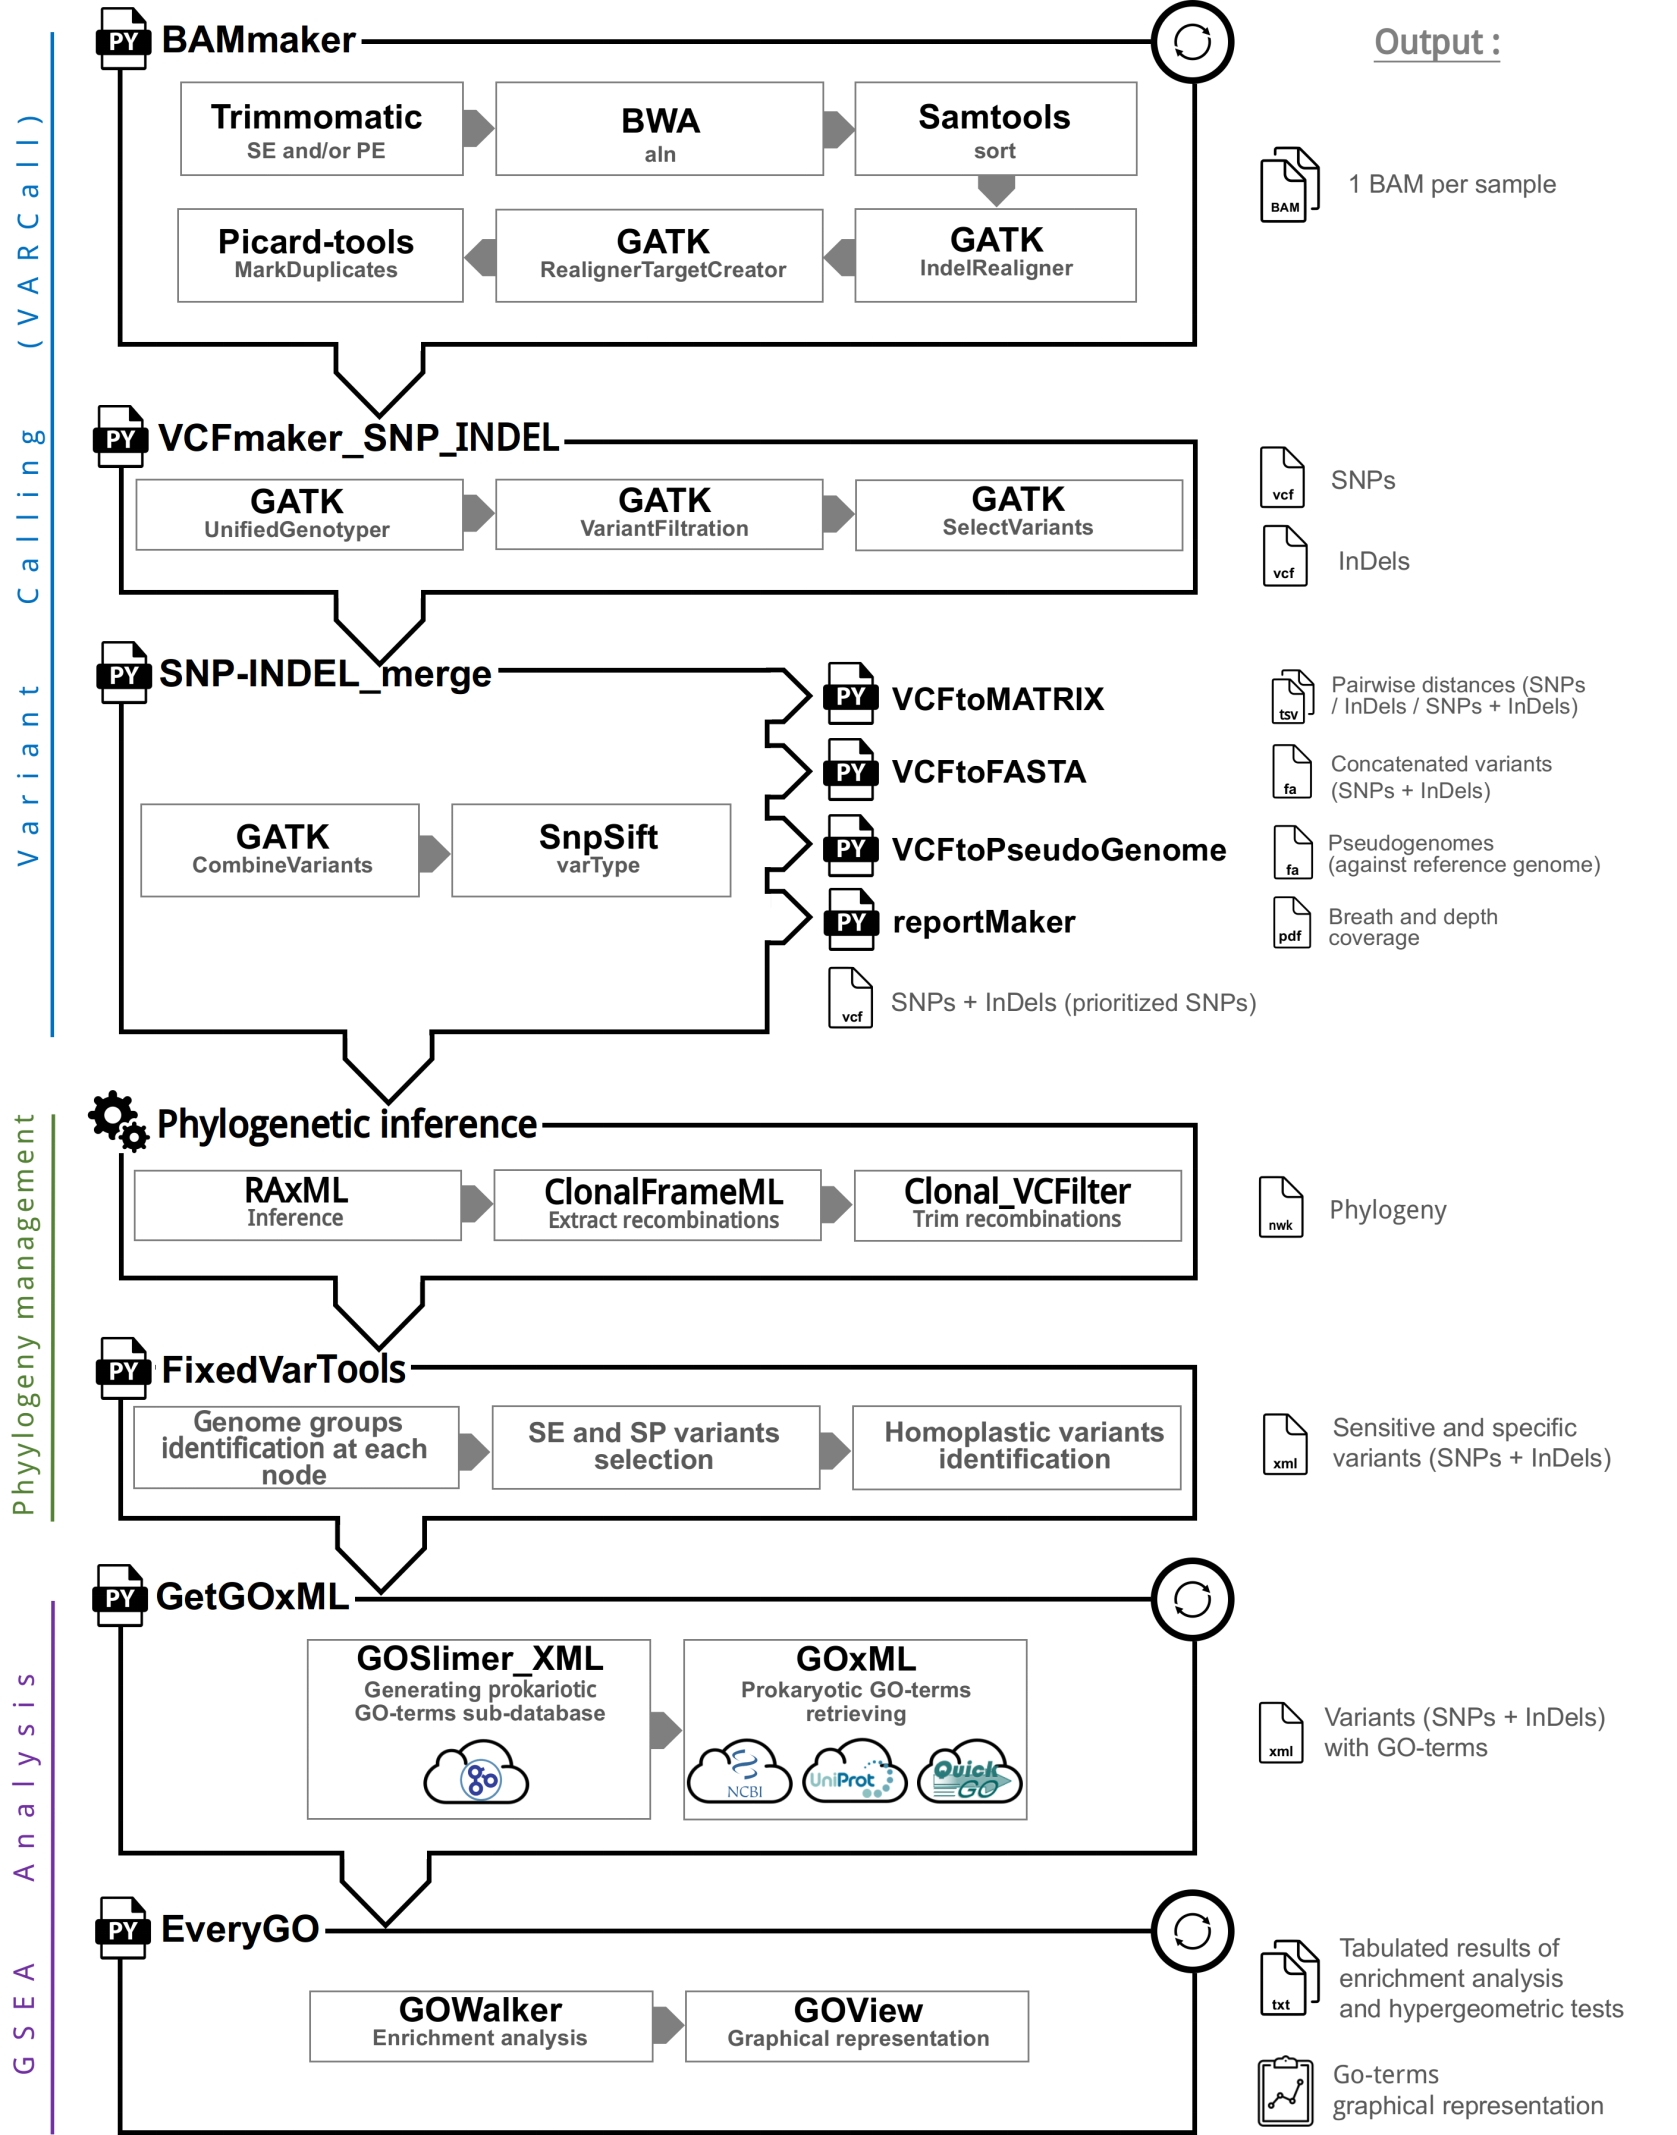 PY BAMmaker
Output :
Trimmomatic
SE and/or PE
BWA
aln
Samtools
sort
Picard-tools
MarkDuplicates
GATK
RealignerTargetCreator
GATK
IndelRealigner
BAM
1 BAM per sample
PY VCFmaker_SNP_INDEL
GATK
UnifiedGenotyper
GATK
VariantFiltration
GATK
SelectVariants
vcf
SNPs
vcf
InDels
PY SNP-INDEL_merge
GATK
CombineVariants
SnpSift
varType
PY VCFtoMATRIX
tsv
Pairwise distances (SNPs
/ InDels / SNPs + InDels)
PY VCFtoFASTA
fa
Concatenated variants
(SNPs + InDels)
PY VCFtoPseudoGenome
fa
Pseudogenomes
(against reference genome)
PY reportMaker
pdf
Breath and depth
coverage
vcf
SNPs + InDels (prioritized SNPs)
Variant Calling (VARCall)
Phylogenetic inference
RAxML
Inference
ClonalFrameML
Extract recombinations
Clonal_VCFilter
Trim recombinations
nwk
Phylogeny
PY FixedVarTools
Genome groups
identification at each
node
SE and SP variants
selection
Homoplastic variants
identification
xml
Sensitive and specific
variants (SNPs + InDels)
Phyylogeny management
PY GetGOxML
GOSlimer_XML
Generating prokariotic
GO-terms sub-database
GOxML
Prokaryotic GO-terms
retrieving
NCBI
UniProt
Quick
GO
xml
Variants (SNPs + InDels)
with GO-terms
PY EveryGO
GOWalker
Enrichment analysis
GOView
Graphical representation
txt
Tabulated results of
enrichment analysis
and hypergeometric tests
Go-terms
graphical representation
GSEA Analysis